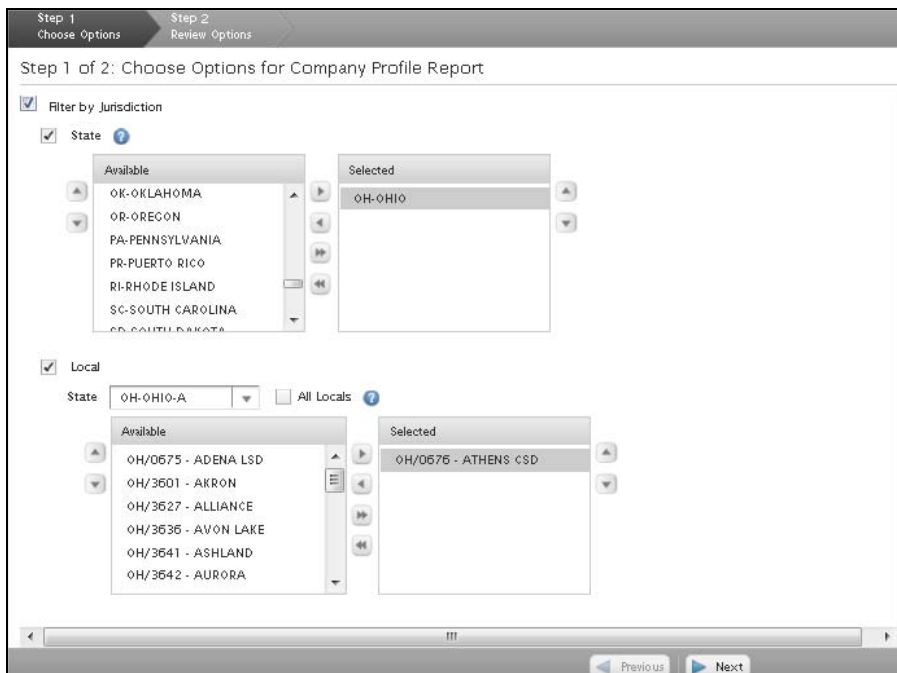 Step 1
Choose Options
Step 2
Review Options
Step 1 of 2: Choose Options for Company Profile Report
Filter by Jurisdiction
State
Available
Selected
OK-OKLAHOMA
OR-OREGON
PA-PENNSYLVANIA
PR-PUERTO RICO
RI-RHODE ISLAND
SC-SOUTH CAROLINA
SD-SOUTH DAKOTA
OH-OHIO
Local
State OH-OHIO-A All Locals
Available
Selected
OH/0675 - ADENA LSD
OH/3601 - AKRON
OH/3627 - ALLIANCE
OH/3636 - AVON LAKE
OH/3641 - ASHLAND
OH/3642 - AURORA
OH/0676 - ATHENS CSD
Previous
Next